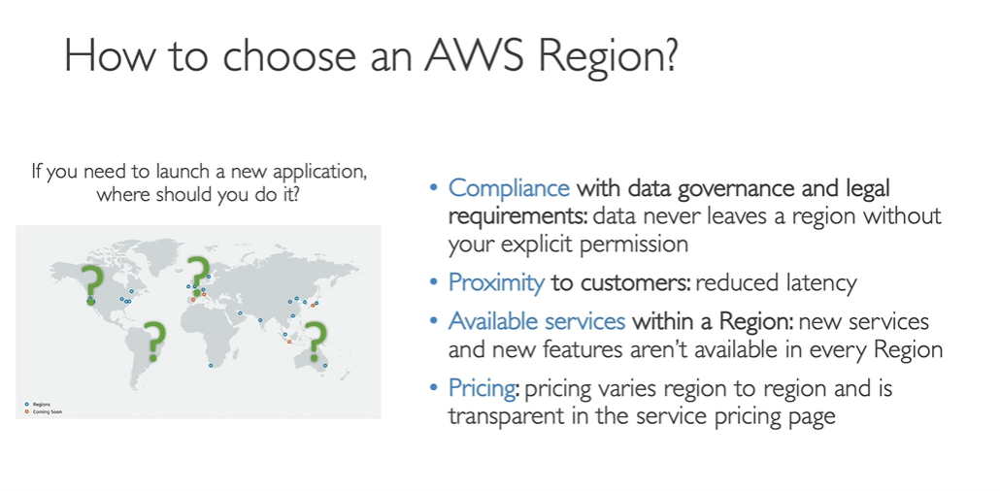 How to choose an AWS Region?
If you need to launch a new application,
where should you do it?
? ? ? ?
Regions
Coming Soon
• Compliance with data governance and legal
requirements: data never leaves a region without
your explicit permission
• Proximity to customers: reduced latency
• Available services within a Region: new services
and new features aren't available in every Region
• Pricing: pricing varies region to region and is
transparent in the service pricing page